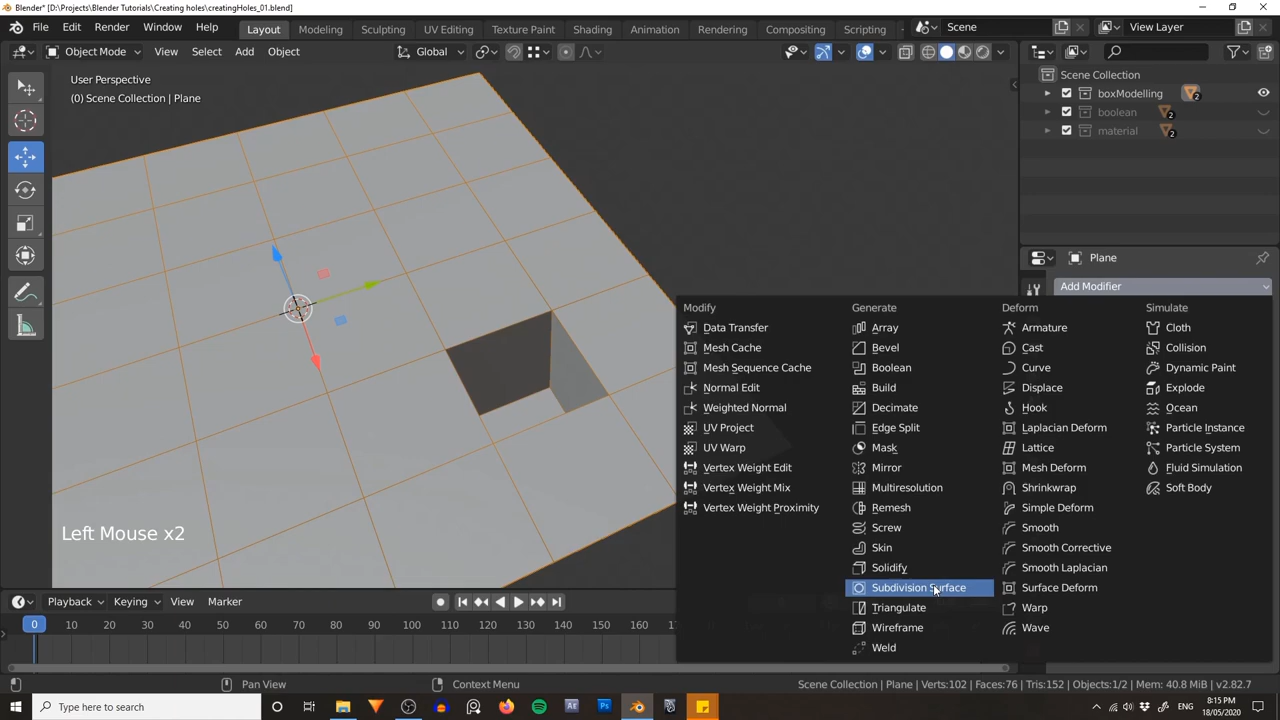 Blender* [D:\Projects\Blender Tutorials\Creating holes\creatingHoles_01.blend]
File Edit Render Window Help Layout Modeling Sculpting UV Editing Texture Paint Shading Animation Rendering Compositing Scripting Scene View Layer
Object Mode View Select Add Object Global
User Perspective
(0) Scene Collection | Plane
Scene Collection
boxModelling 2
boolean 2
material 2
Plane
Add Modifier
Modify Generate Deform Simulate
Data Transfer Array Armature Cloth
Mesh Cache Bevel Cast Collision
Mesh Sequence Cache Boolean Curve Dynamic Paint
Normal Edit Build Displace Explode
Weighted Normal Decimate Hook Ocean
UV Project Edge Split Laplacian Deform Particle Instance
UV Warp Mask Lattice Particle System
Vertex Weight Edit Mirror Mesh Deform Fluid Simulation
Vertex Weight Mix Multiresolution Shrinkwrap Soft Body
Vertex Weight Proximity Remesh Simple Deform
Screw Smooth
Skin Smooth Corrective
Solidify Smooth Laplacian
Subdivision Surface Surface Deform
Triangulate Warp
Wireframe Wave
Weld
Left Mouse x2
Playback Keying View Marker
0 10 20 30 40 50 60 70 80 90 100 110 120 130 140
Pan View Context Menu Scene Collection | Plane | Verts:102 | Faces:76 | Tris:152 | Objects:1/2 | Mem: 40.8 MiB | v2.82.7
Type here to search Ae Ps ENG 8:15 PM
18/05/2020